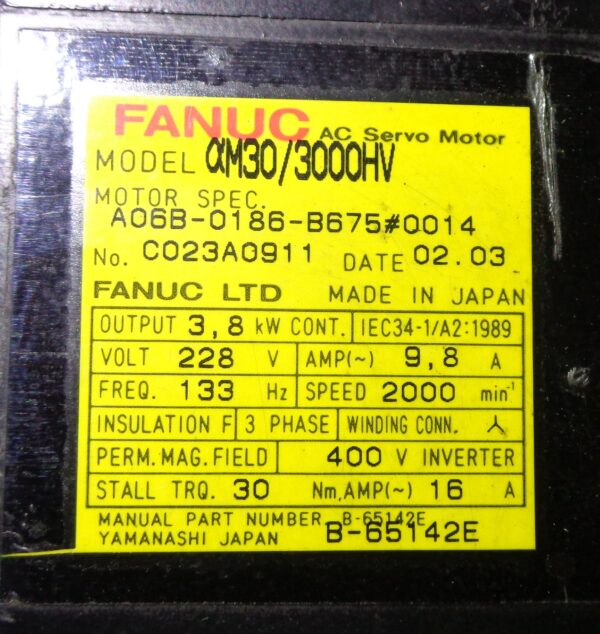 FANUC AC Servo Motor
MODEL αM30/3000HV
MOTOR SPEC.
A06B-0186-B675#0014
No. C023A0911 DATE 02.03
FANUC LTD MADE IN JAPAN
OUTPUT 3,8 kW CONT. IEC34-1/A2:1989
VOLT 228 V AMP(~) 9,8 A
FREQ. 133 Hz SPEED 2000 min⁻¹
INSULATION F 3 PHASE WINDING CONN. 人
PERM.MAG.FIELD 400 V INVERTER
STALL TRQ. 30 Nm,AMP(~) 16 A
MANUAL PART NUMBER B-65142E
YAMANASHI JAPAN B-65142E